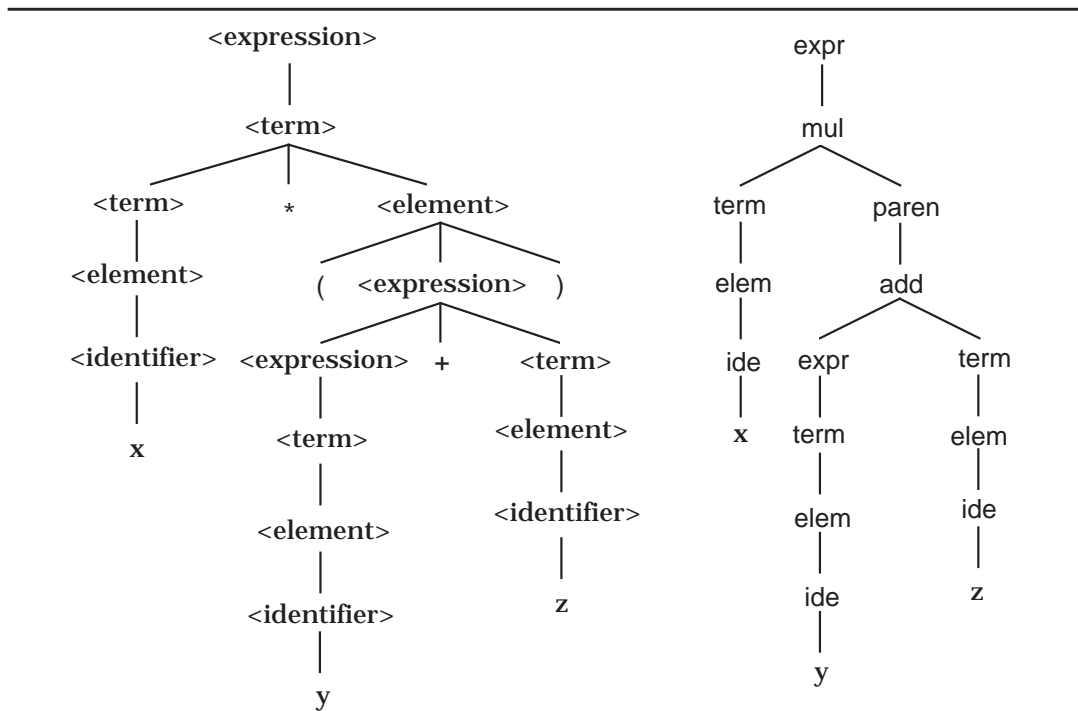 <expression> expr
<term> mul
<term> * <element> term paren
<element> ( <expression> ) elem add
<identifier> <expression> + <term> ide expr term
x <term> <element> x term elem
<element> <identifier> elem ide
<identifier> z ide z
y y